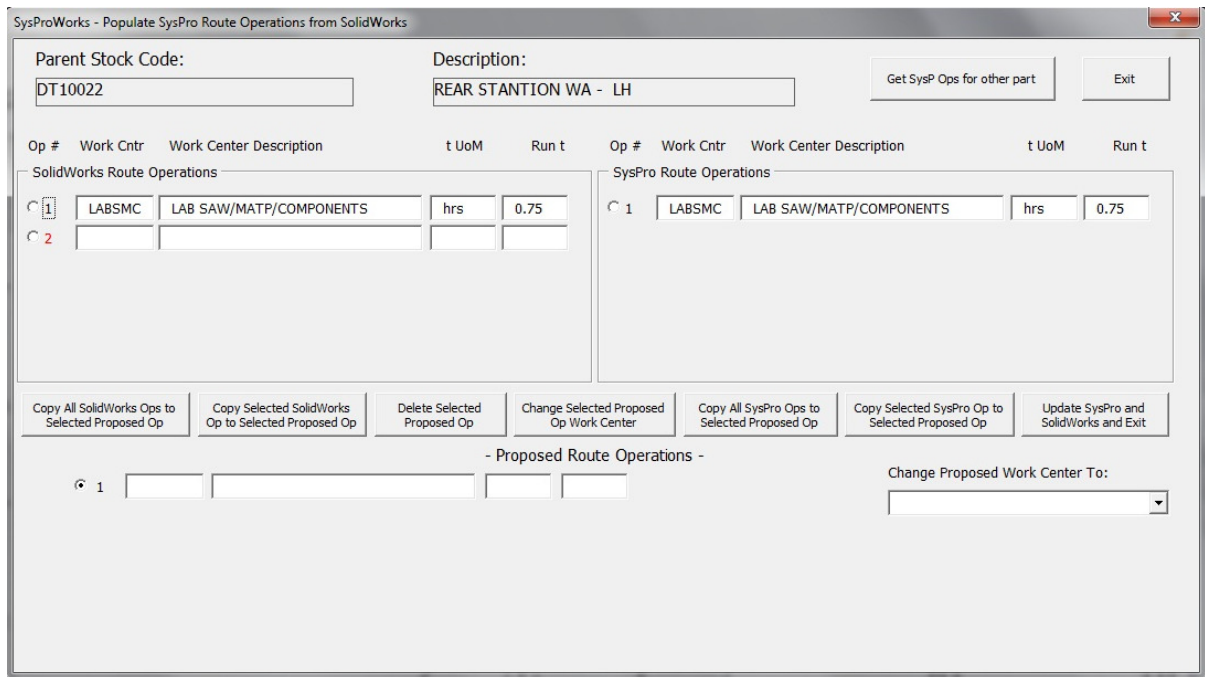 SysProWorks - Populate SysPro Route Operations from SolidWorks
Parent Stock Code: Description:
DT10022 REAR STANTION WA -  LH Get SysP Ops for other part Exit
Op # Work Cntr Work Center Description t UoM Run t Op # Work Cntr Work Center Description t UoM Run t
SolidWorks Route Operations SysPro Route Operations
1 LABSMC LAB SAW/MATP/COMPONENTS hrs 0.75 1 LABSMC LAB SAW/MATP/COMPONENTS hrs 0.75
2
Copy All SolidWorks Ops to Selected Proposed Op
Copy Selected SolidWorks Op to Selected Proposed Op
Delete Selected Proposed Op
Change Selected Proposed Op Work Center
Copy All SysPro Ops to Selected Proposed Op
Copy Selected SysPro Op to Selected Proposed Op
Update SysPro and SolidWorks and Exit
- Proposed Route Operations -
Change Proposed Work Center To:
1